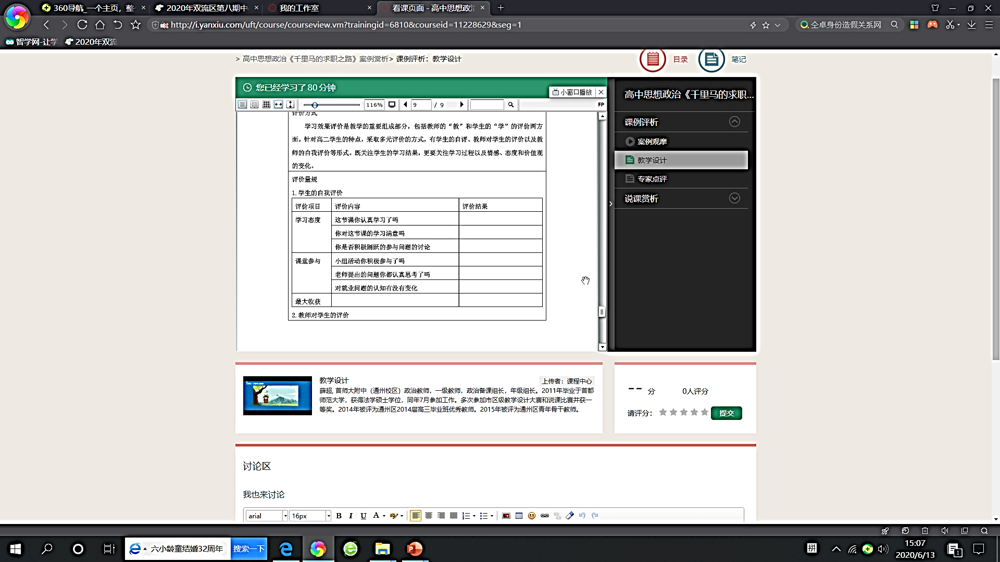 360导航_一个主页，整个
2020年双流区第八期中
我的工作室
看课页面 - 高中思想政治
http://i.yanxiu.com/uft/course/courseview.vm?trainingid=6810&courseid=11228629&seg=1
仝卓身份造假关系网
智学网-让学
2020年双流
> 高中思想政治《千里马的求职之路》案例赏析> 课例评析：教学设计
目录
笔记
您已经学习了 80 分钟
小窗口播放
116%
9 / 9
FP
评价方式
学习效果评价是教学的重要组成部分，包括教师的“教”和学生的“学”的评价两方
面。针对高二学生的特点，采取多元评价的方式，有学生的自评、教师对学生的评价以及教
师的自我评价等形式。既关注学生的学习结果，更要关注学习过程以及情感、态度和价值观
的变化。
评价量规
1. 学生的自我评价
评价项目 评价内容 评价结果
学习态度 这节课你认真学习了吗
你对这节课的学习满意吗
你是否积极踊跃的参与问题的讨论
课堂参与 小组活动你积极参与了吗
老师提出的问题你都认真思考了吗
对就业问题的认知有没有变化
最大收获
2. 教师对学生的评价
高中思想政治《千里马的求职...
课例评析
案例观摩
教学设计
专家点评
说课赏析
教学设计
上传者：课程中心
薛超, 首师大附中（通州校区）政治教师，一级教师，政治备课组长，年级组长。2011年毕业于首都
师范大学，获得法学硕士学位，同年7月参加工作。多次参加市区级教学设计大赛和说课比赛并获一
等奖。2014年被评为通州区2014届高三毕业班优秀教师。2015年被评为通州区青年骨干教师。
-- 分 0人评分
请评分： 提交
讨论区
我也来讨论
arial 16px B I U A
六小龄童结婚32周年
搜索一下
拼
15:07
2020/6/13
1